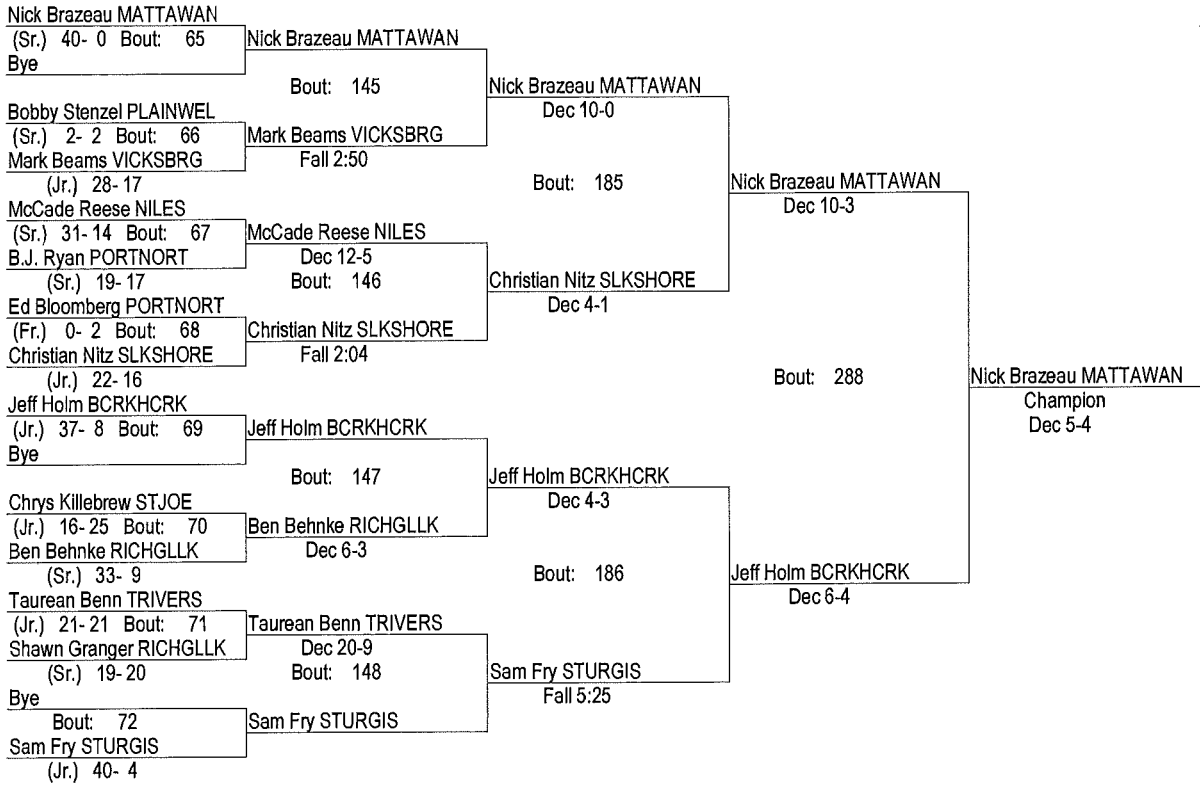 Nick Brazeau MATTAWAN
(Sr.) 40- 0 Bout: 65
Bye
Bobby Stenzel PLAINWEL
(Sr.) 2- 2 Bout: 66
Mark Beams VICKSBRG
(Jr.) 28- 17
McCade Reese NILES
(Sr.) 31- 14 Bout: 67
B.J. Ryan PORTNORT
(Sr.) 19- 17
Ed Bloomberg PORTNORT
(Fr.) 0- 2 Bout: 68
Christian Nitz SLKSHORE
(Jr.) 22- 16
Jeff Holm BCRKHCRK
(Jr.) 37- 8 Bout: 69
Bye
Chrys Killebrew STJOE
(Jr.) 16- 25 Bout: 70
Ben Behnke RICHGLLK
(Sr.) 33- 9
Taurean Benn TRIVERS
(Jr.) 21- 21 Bout: 71
Shawn Granger RICHGLLK
(Sr.) 19- 20
Bye
Bout: 72
Sam Fry STURGIS
(Jr.) 40- 4
Nick Brazeau MATTAWAN
Bout: 145
Mark Beams VICKSBRG
Fall 2:50
McCade Reese NILES
Dec 12-5
Bout: 146
Christian Nitz SLKSHORE
Fall 2:04
Jeff Holm BCRKHCRK
Bout: 147
Ben Behnke RICHGLLK
Dec 6-3
Taurean Benn TRIVERS
Dec 20-9
Bout: 148
Sam Fry STURGIS
Nick Brazeau MATTAWAN
Dec 10-0
Bout: 185
Christian Nitz SLKSHORE
Dec 4-1
Jeff Holm BCRKHCRK
Dec 4-3
Bout: 186
Sam Fry STURGIS
Fall 5:25
Nick Brazeau MATTAWAN
Dec 10-3
Bout: 288
Jeff Holm BCRKHCRK
Dec 6-4
Nick Brazeau MATTAWAN
Champion
Dec 5-4